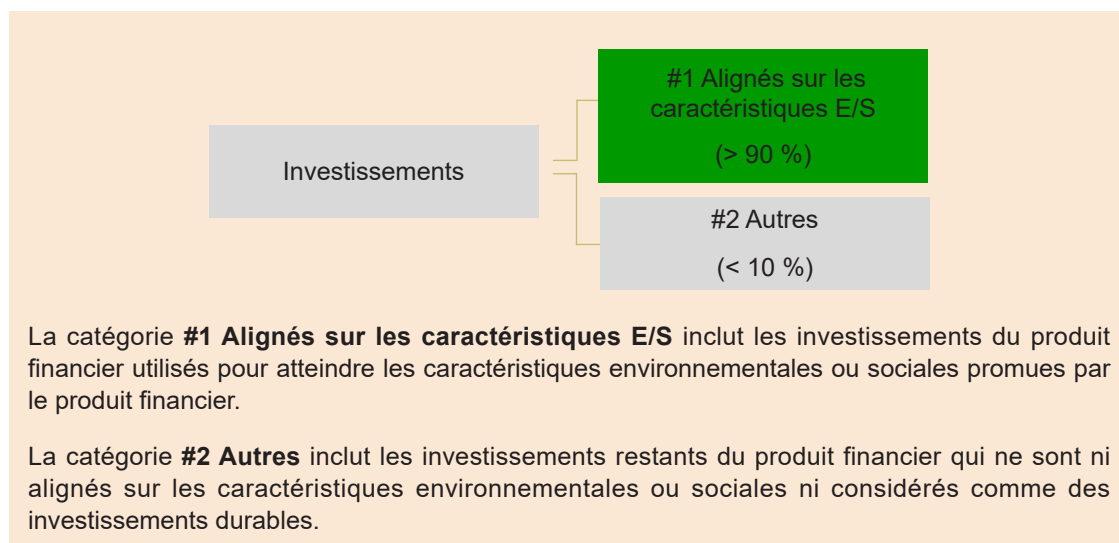 #1 Alignés sur les
caractéristiques E/S
(> 90 %)
Investissements
#2 Autres
(< 10 %)
La catégorie #1 Alignés sur les caractéristiques E/S inclut les investissements du produit
financier utilisés pour atteindre les caractéristiques environnementales ou sociales promues par
le produit financier.
La catégorie #2 Autres inclut les investissements restants du produit financier qui ne sont ni
alignés sur les caractéristiques environnementales ou sociales ni considérés comme des
investissements durables.